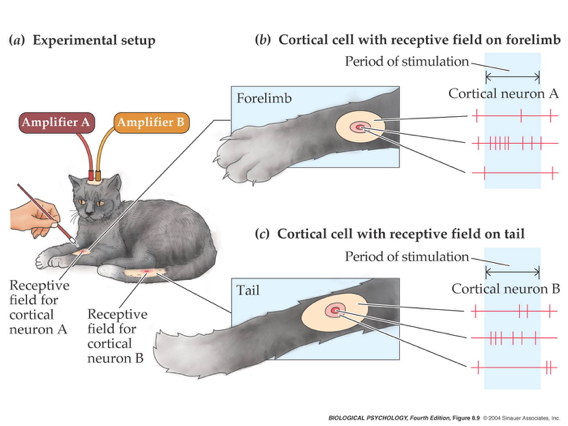 (a) Experimental setup
Amplifier A
Amplifier B
Receptive
field for
cortical
neuron A
Receptive
field for
cortical
neuron B
(b) Cortical cell with receptive field on forelimb
Period of stimulation
Forelimb
Cortical neuron A
(c) Cortical cell with receptive field on tail
Period of stimulation
Tail
Cortical neuron B
BIOLOGICAL PSYCHOLOGY, Fourth Edition, Figure 8.9 © 2004 Sinauer Associates, Inc.